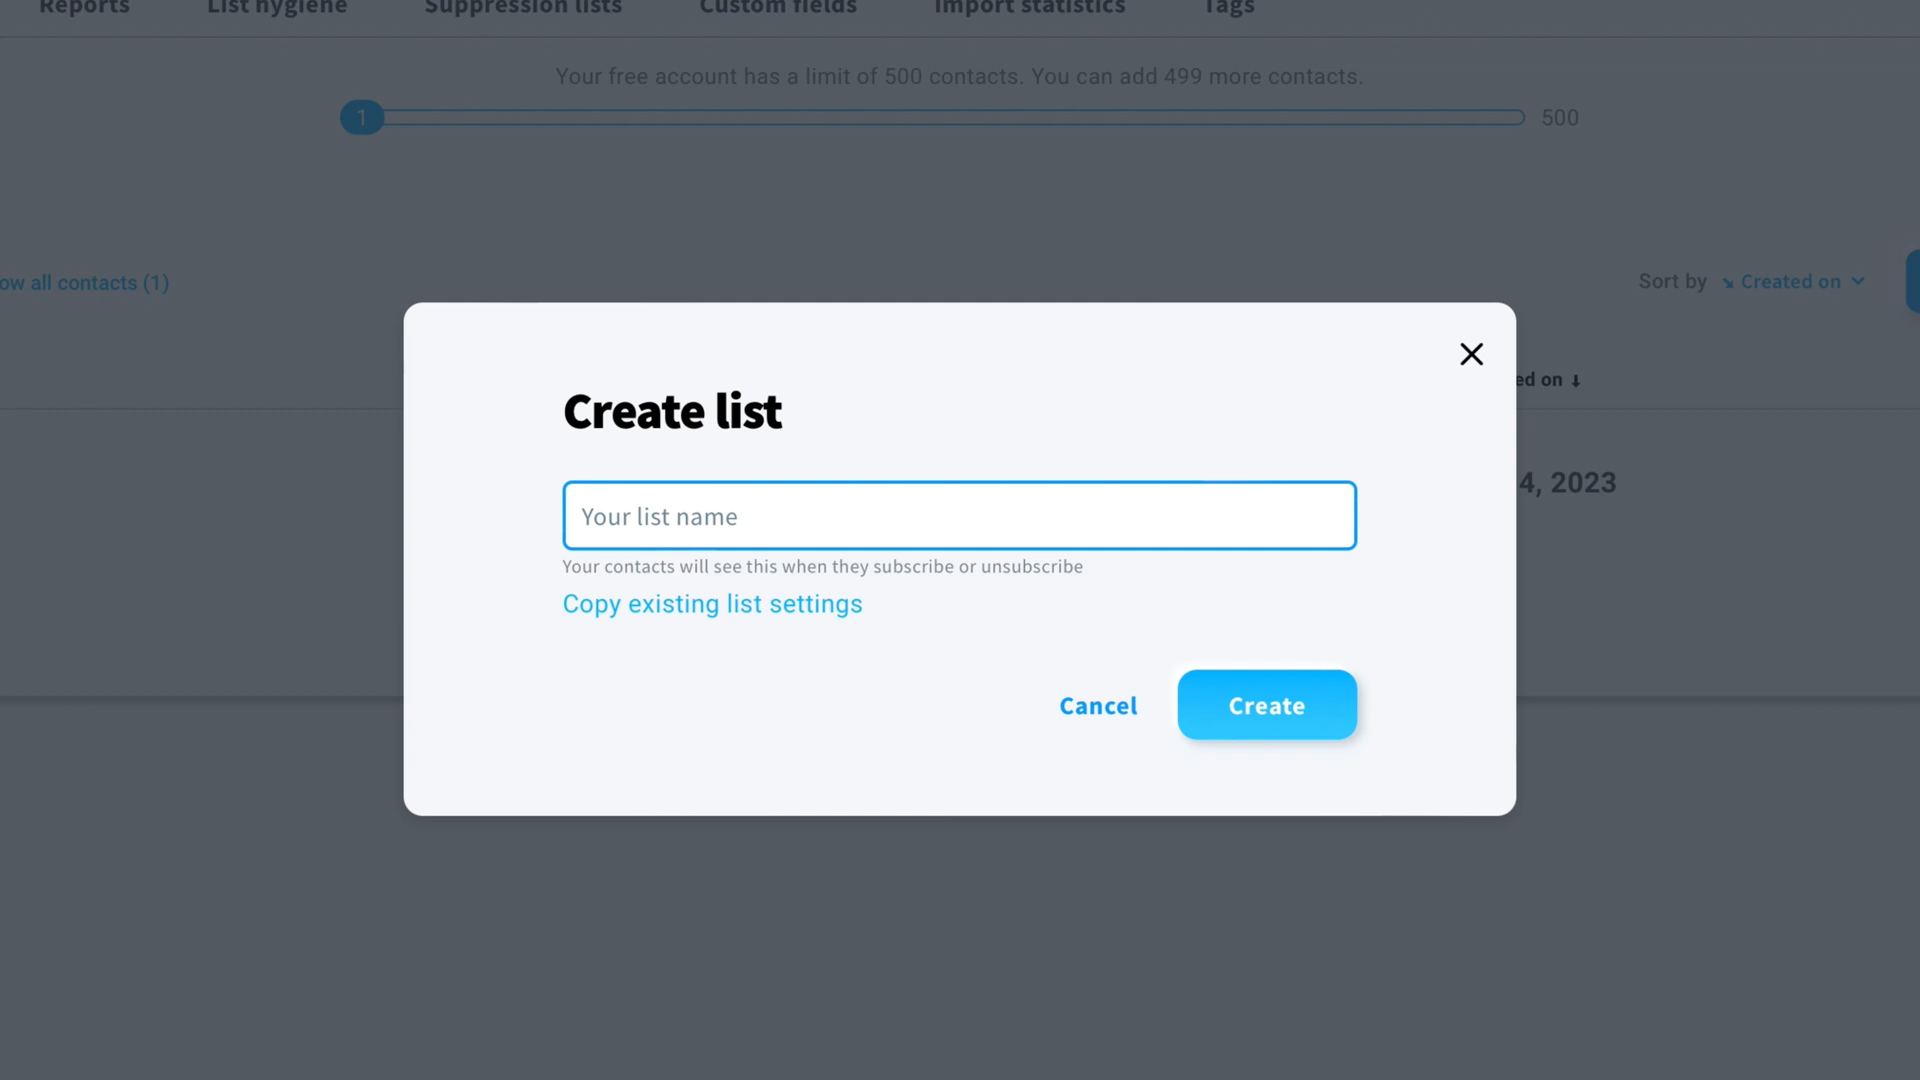 Reports List hygiene Suppression lists Custom fields Import statistics Tags
Your free account has a limit of 500 contacts. You can add 499 more contacts.
1 500
ow all contacts (1)
Sort by Created on
ed on
Create list
4, 2023
Your list name
Your contacts will see this when they subscribe or unsubscribe
Copy existing list settings
Cancel Create